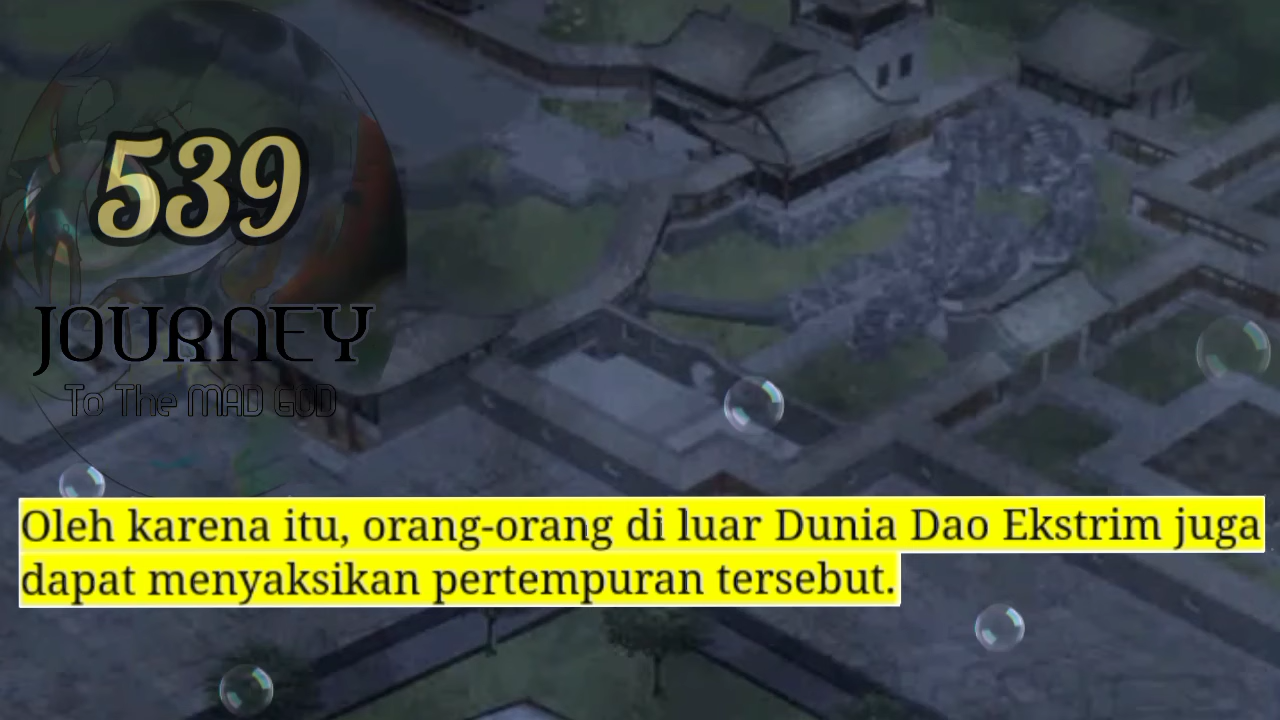 539
JOURNEY
To The MAD GOD
Oleh karena itu, orang-orang di luar Dunia Dao Ekstrim juga
dapat menyaksikan pertempuran tersebut.